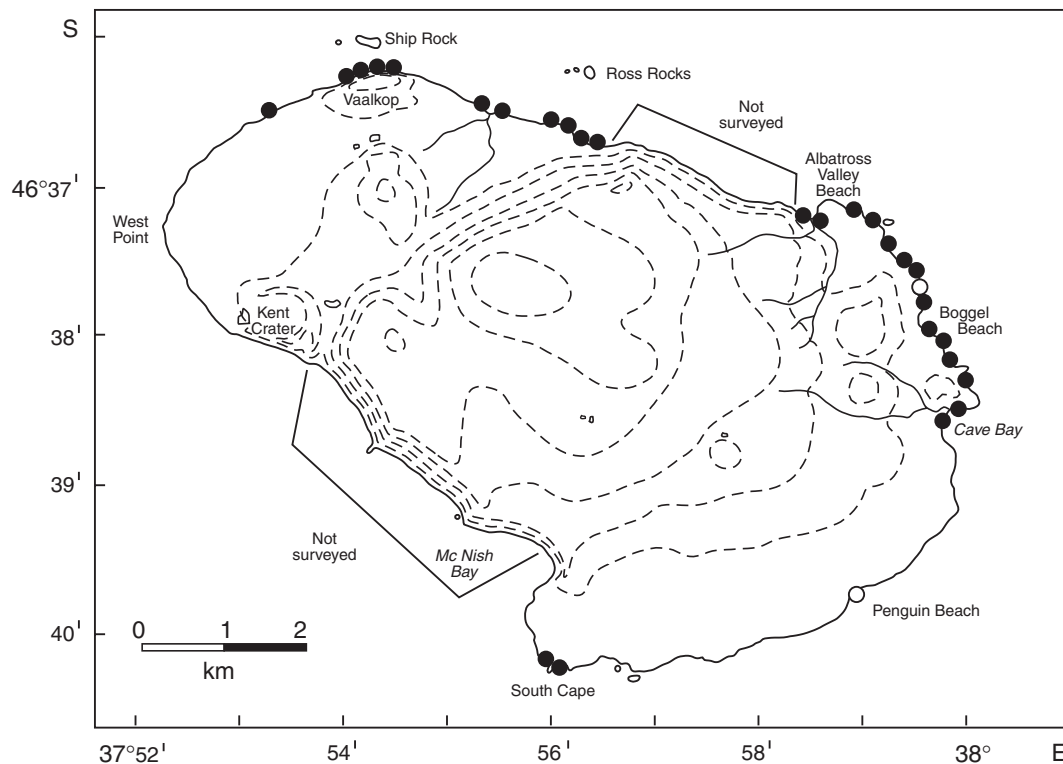 S
Ship Rock
Ross Rocks
Vaalkop
Not
surveyed
Albatross
Valley
Beach
46°37'
West
Point
Kent
Crater
Boggel
Beach
38'
Cave Bay
39'
Not
surveyed
Mc Nish
Bay
Penguin Beach
40'
0 1 2
km
South Cape
37°52' 54' 56' 58' 38° E